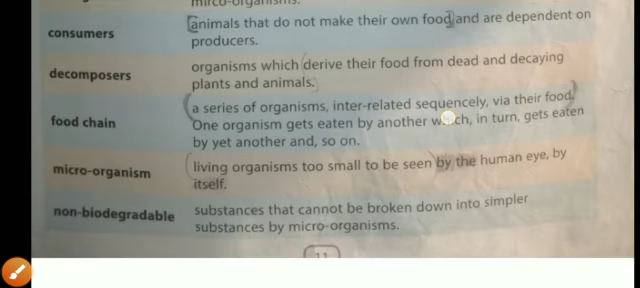 mirco-organisms.
consumers
animals that do not make their own food and are dependent on
producers.
decomposers
organisms which derive their food from dead and decaying
plants and animals.
food chain
a series of organisms, inter-related sequencely, via their food.
One organism gets eaten by another which, in turn, gets eaten
by yet another and, so on.
micro-organism
living organisms too small to be seen by the human eye, by
itself.
non-biodegradable
substances that cannot be broken down into simpler
substances by micro-organisms.
11